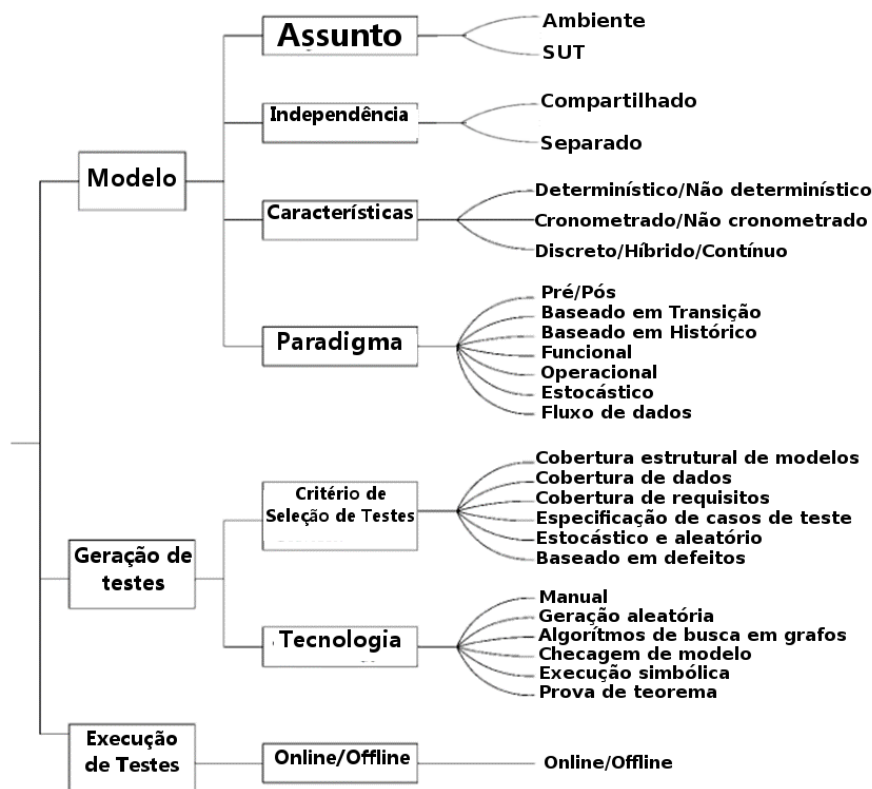 Assunto
Ambiente
SUT
Independência
Compartilhado
Separado
Modelo
Características
Determinístico/Não determinístico
Cronometrado/Não cronometrado
Discreto/Híbrido/Contínuo
Paradigma
Pré/Pós
Baseado em Transição
Baseado em Histórico
Funcional
Operacional
Estocástico
Fluxo de dados
Geração de
testes
Critério de
Seleção de Testes
Cobertura estrutural de modelos
Cobertura de dados
Cobertura de requisitos
Especificação de casos de teste
Estocástico e aleatório
Baseado em defeitos
Tecnologia
Manual
Geração aleatória
Algorítmos de busca em grafos
Checagem de modelo
Execução simbólica
Prova de teorema
Execução
de Testes
Online/Offline
Online/Offline